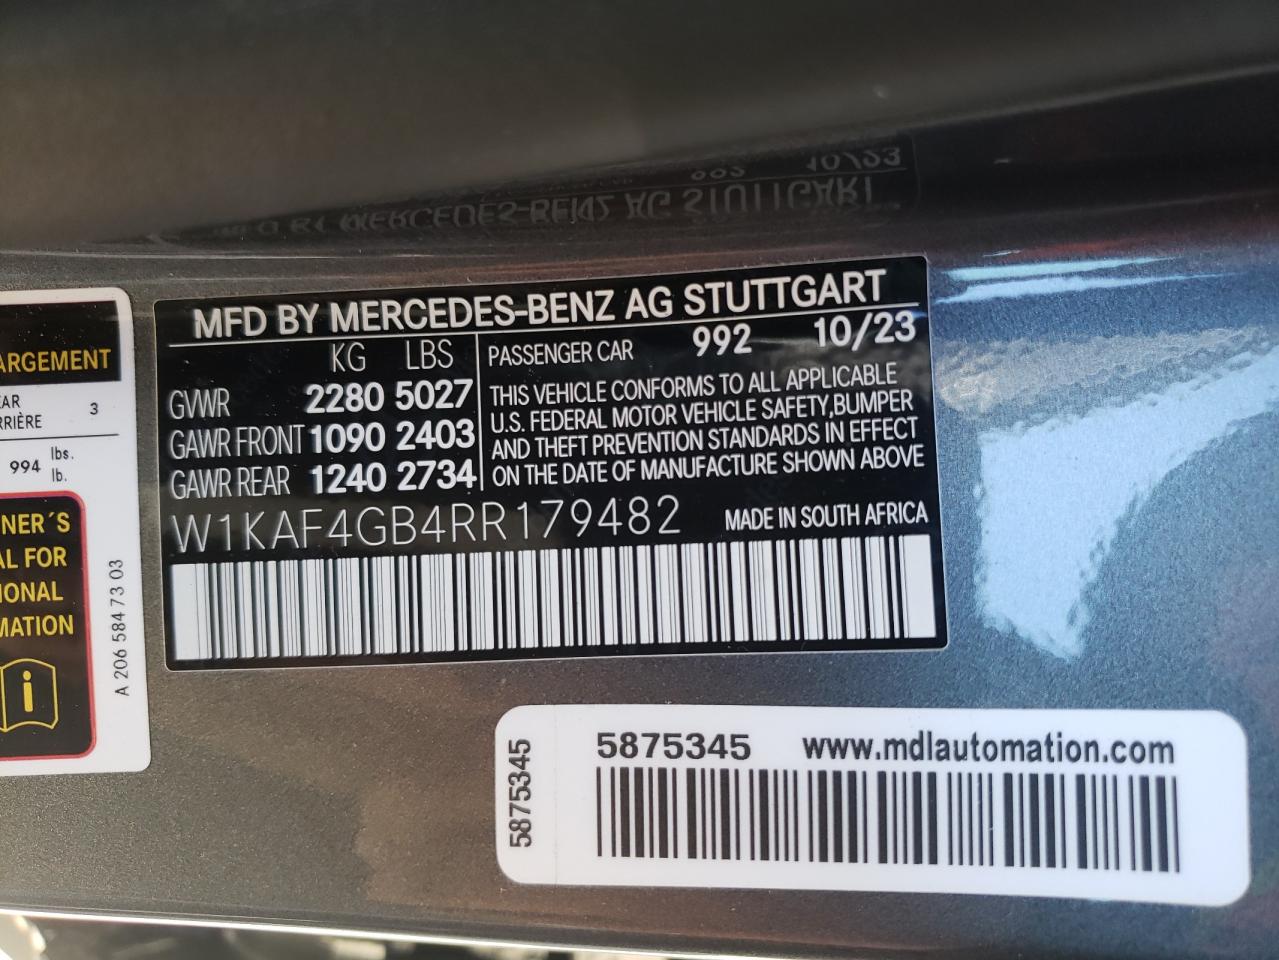 MFD BY MERCEDES-BENZ AG STUTTGART
KG LBS
PASSENGER CAR 992 10/23
GVWR 2280 5027
GAWR FRONT 1090 2403
GAWR REAR 1240 2734
THIS VEHICLE CONFORMS TO ALL APPLICABLE
U.S. FEDERAL MOTOR VEHICLE SAFETY,BUMPER
AND THEFT PREVENTION STANDARDS IN EFFECT
ON THE DATE OF MANUFACTURE SHOWN ABOVE
W1KAF4GB4RR179482 MADE IN SOUTH AFRICA
ARGEMENT
EAR
RRIÈRE 3
994 lbs.
lb.
NER´S
AL FOR
IONAL
MATION
i
A 206 584 73 03
5875345
5875345 www.mdlautomation.com